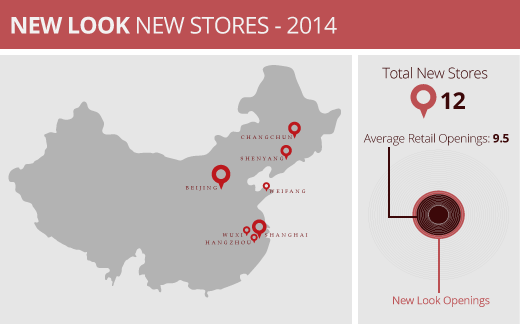 NEW LOOK NEW STORES - 2014
Total New Stores
12
Average Retail Openings: 9.5
CHANGCHUN
SHENYANG
BEIJING
WEIFANG
WUXI
SHANGHAI
HANGZHOU
New Look Openings